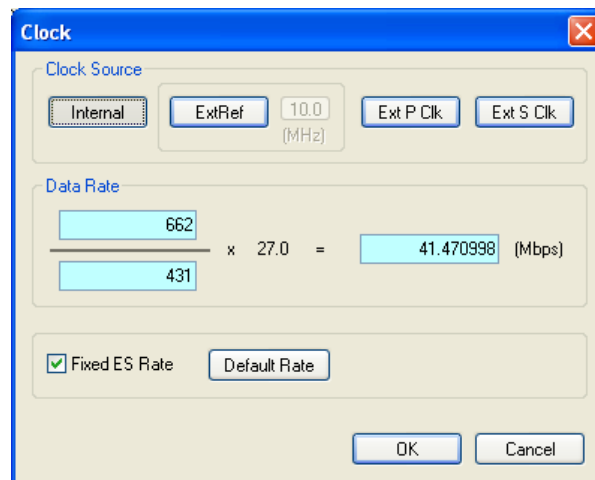 Clock
Clock Source
Internal ExtRef 10.0 Ext P Clk Ext S Clk
(MHz)
Data Rate
662
x 27.0 = 41.470998 (Mbps)
431
Fixed ES Rate Default Rate
OK Cancel